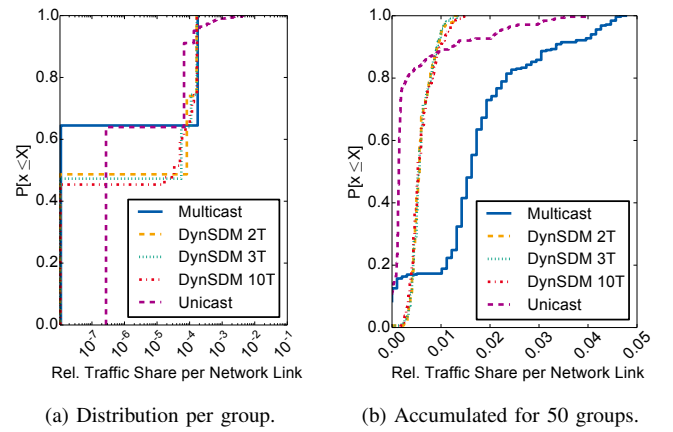 1.0
0.8
0.6
0.4
0.2
0.0
P[x ≤X]
Multicast
DynSDM 2T
DynSDM 3T
DynSDM 10T
Unicast
10⁻⁷ 10⁻⁶ 10⁻⁵ 10⁻⁴ 10⁻³ 10⁻² 10⁻¹
Rel. Traffic Share per Network Link
(a) Distribution per group.
1.0
0.8
0.6
0.4
0.2
0.0
P[x ≤X]
Multicast
DynSDM 2T
DynSDM 3T
DynSDM 10T
Unicast
0.00 0.01 0.02 0.03 0.04 0.05
Rel. Traffic Share per Network Link
(b) Accumulated for 50 groups.